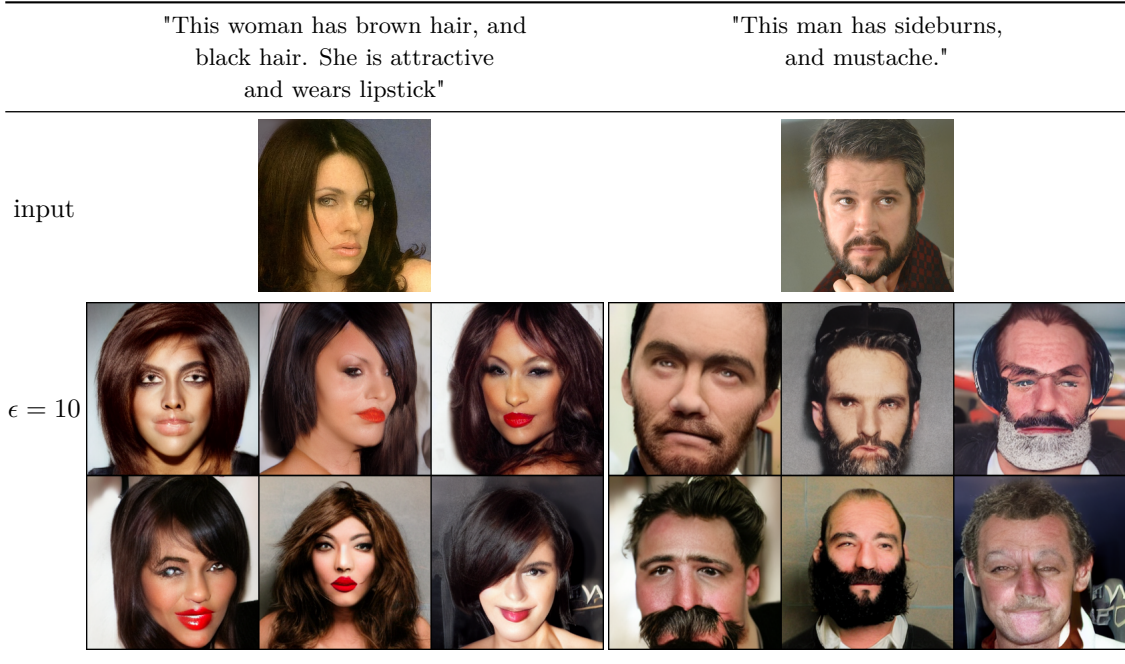 "This woman has brown hair, and
black hair. She is attractive
and wears lipstick"
"This man has sideburns,
and mustache."
input
ϵ = 10